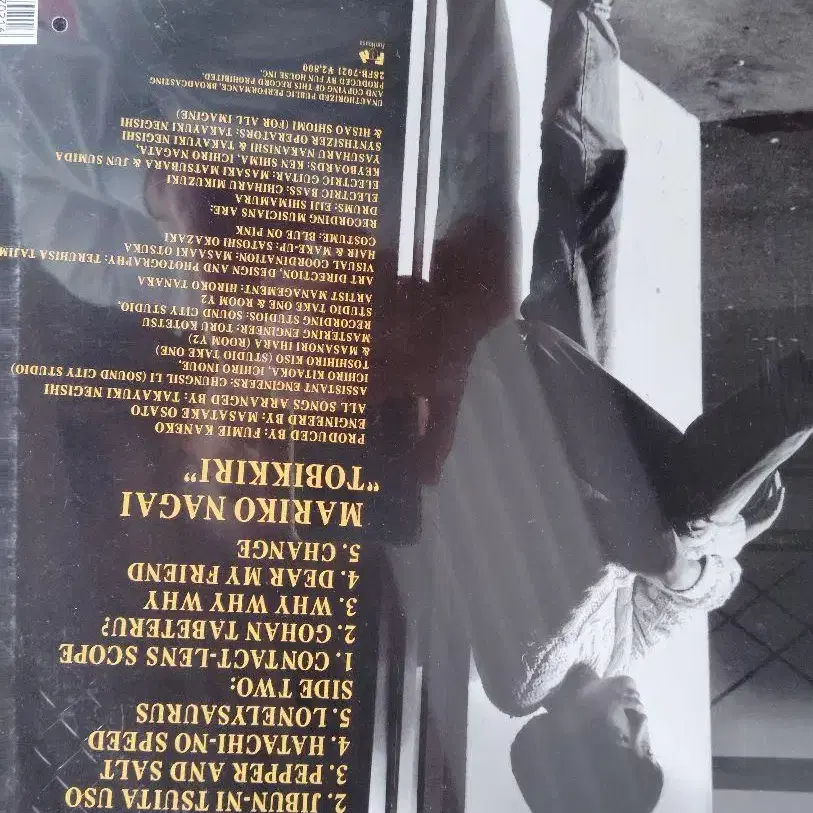 2. JIBUN-NI TSUITA USO
3. PEPPER AND SALT
4. HATACHI-NO SPEED
5. LONELYSAURUS
SIDE TWO:
1. CONTACT-LENS SCOPE
2. GOHAN TABETERU?
3. WHY WHY WHY
4. DEAR MY FRIEND
5. CHANGE
MARIKO NAGAI
"TOBIKKIRI"
PRODUCED BY: FUMIE KANEKO
ENGINEERD BY: MASATAKE OSATO
ALL SONGS ARRANGED BY: TAKAYUKI NEGISHI
ASSISTANT ENGINEERS: CHUNGSIL LI (SOUND CITY STUDIO)
ICHIRO KITAOKA, ICHIRO INOUE,
TOSHIHIRO KISO (STUDIO TAKE ONE)
& MASANORI IHARA (ROOM Y2)
MASTERING ENGINEER: TORU KOTETSU
RECORDING STUDIOS: SOUND CITY STUDIO,
STUDIO TAKE ONE & ROOM Y2
ARTIST MANAGEMENT: HIROKO TANAKA
ART DIRECTION, DESIGN AND PHOTOGRAPHY: TERUHISA TAJIM
VISUAL COORDINATION: MASAAKI OTSUKA
HAIR & MAKE-UP: SATOSHI OKAZAKI
COSTUME: BLUE ON PINK
RECORDING MUSICIANS ARE:
DRUMS: EIJI SHIMAMURA
ELECTRIC BASS: CHIHARU MIKUZUKI
ELECTRIC GUITAR: MASAKI MATSUBARA & JUN SUMIDA
KEYBOARDS: KEN SHIMA, ICHIRO NAGATA,
YASUHARU NAKANISHI & TAKAYUKI NEGISHI
SYNTHESIZER OPERATORS: TAKAYUKI NEGISHI
& HISAO SHIOMI (FOR ALL IMAGINE)
UNAUTHORIZED PUBLIC PERFORMANCE, BROADCASTING
AND COPYING OF THIS RECORD PROHIBITED.
PRODUCED BY FUN HOUSE INC.
28FB-7021 ¥2,800